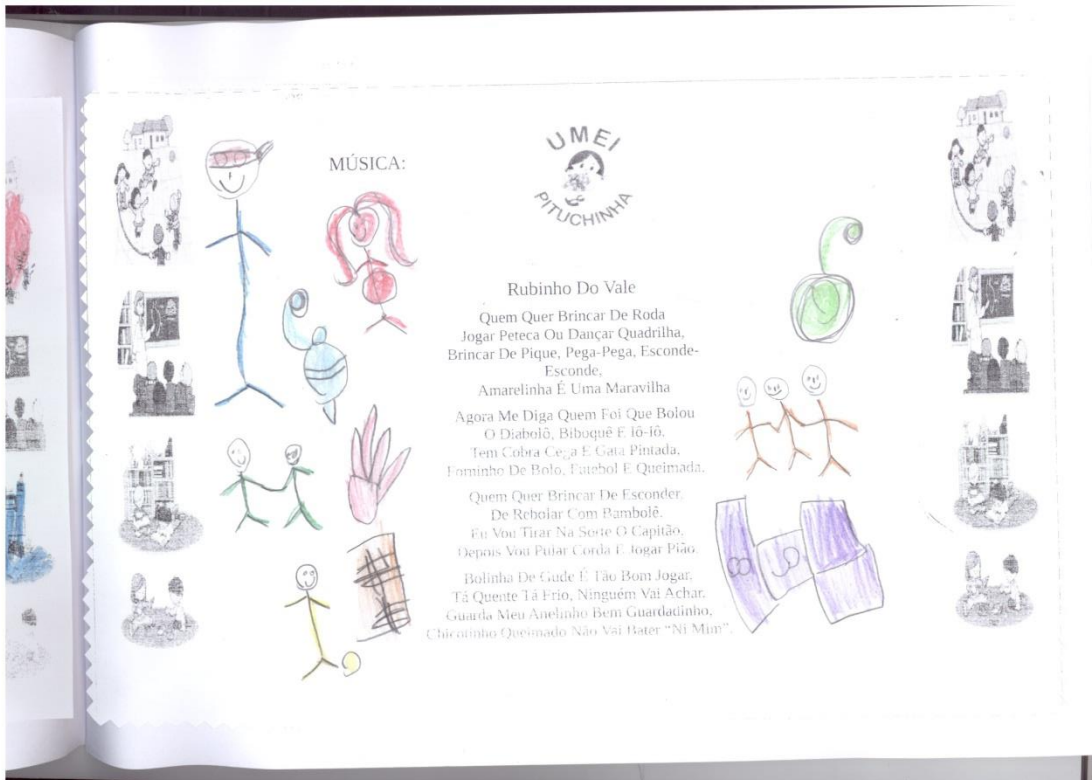 MÚSICA:
UMEI
PITUCHINHA
Rubinho Do Vale
Quem Quer Brincar De Roda
Jogar Peteca Ou Dançar Quadrilha,
Brincar De Pique, Pega-Pega, Esconde-
Esconde,
Amarelinha É Uma Maravilha
Agora Me Diga Quem Foi Que Bolou
O Diabolô, Biboquê E Iô-Iô,
Tem Cobra Cega E Gata Pintada,
Forninho De Bolo, Futebol E Queimada.
Quem Quer Brincar De Esconder,
De Rebolar Com Bambolê.
Eu Vou Tirar Na Sorte O Capitão,
Depois Vou Pular Corda E Jogar Pião.
Bolinha De Gude É Tão Bom Jogar,
Tá Quente Tá Frio, Ninguém Vai Achar,
Guarda Meu Anelinho Bem Guardadinho,
Chicotinho Queimado Não Vai Bater “Ni Mim”.